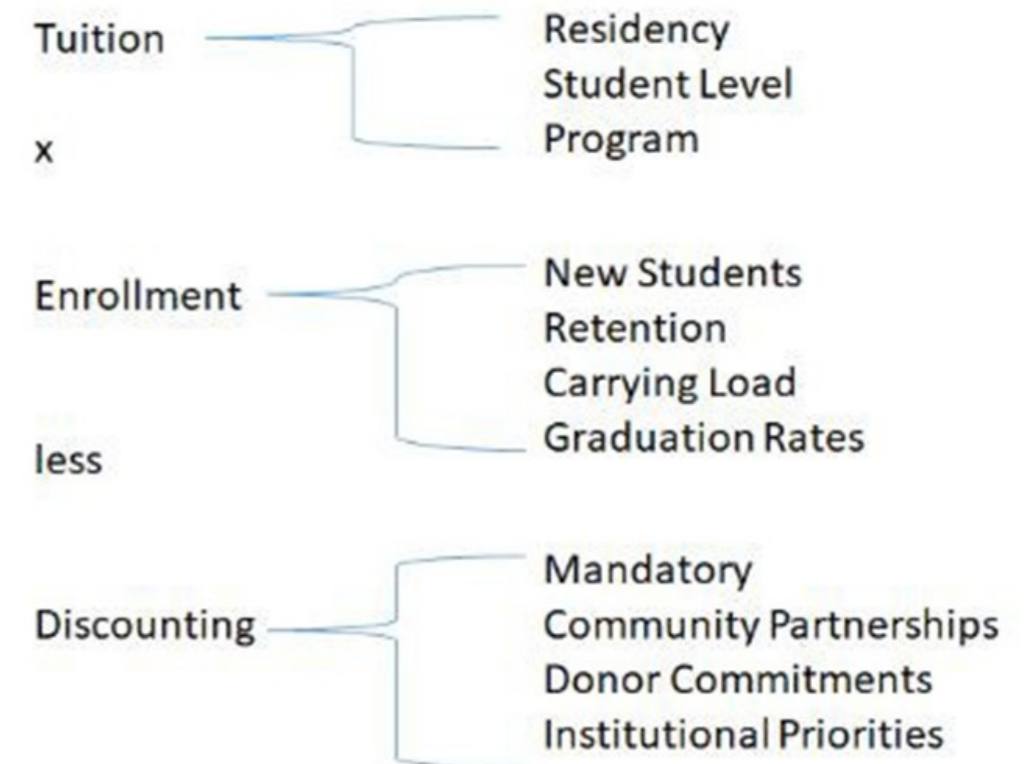 Tuition
Residency
Student Level
Program
x
Enrollment
New Students
Retention
Carrying Load
Graduation Rates
less
Discounting
Mandatory
Community Partnerships
Donor Commitments
Institutional Priorities